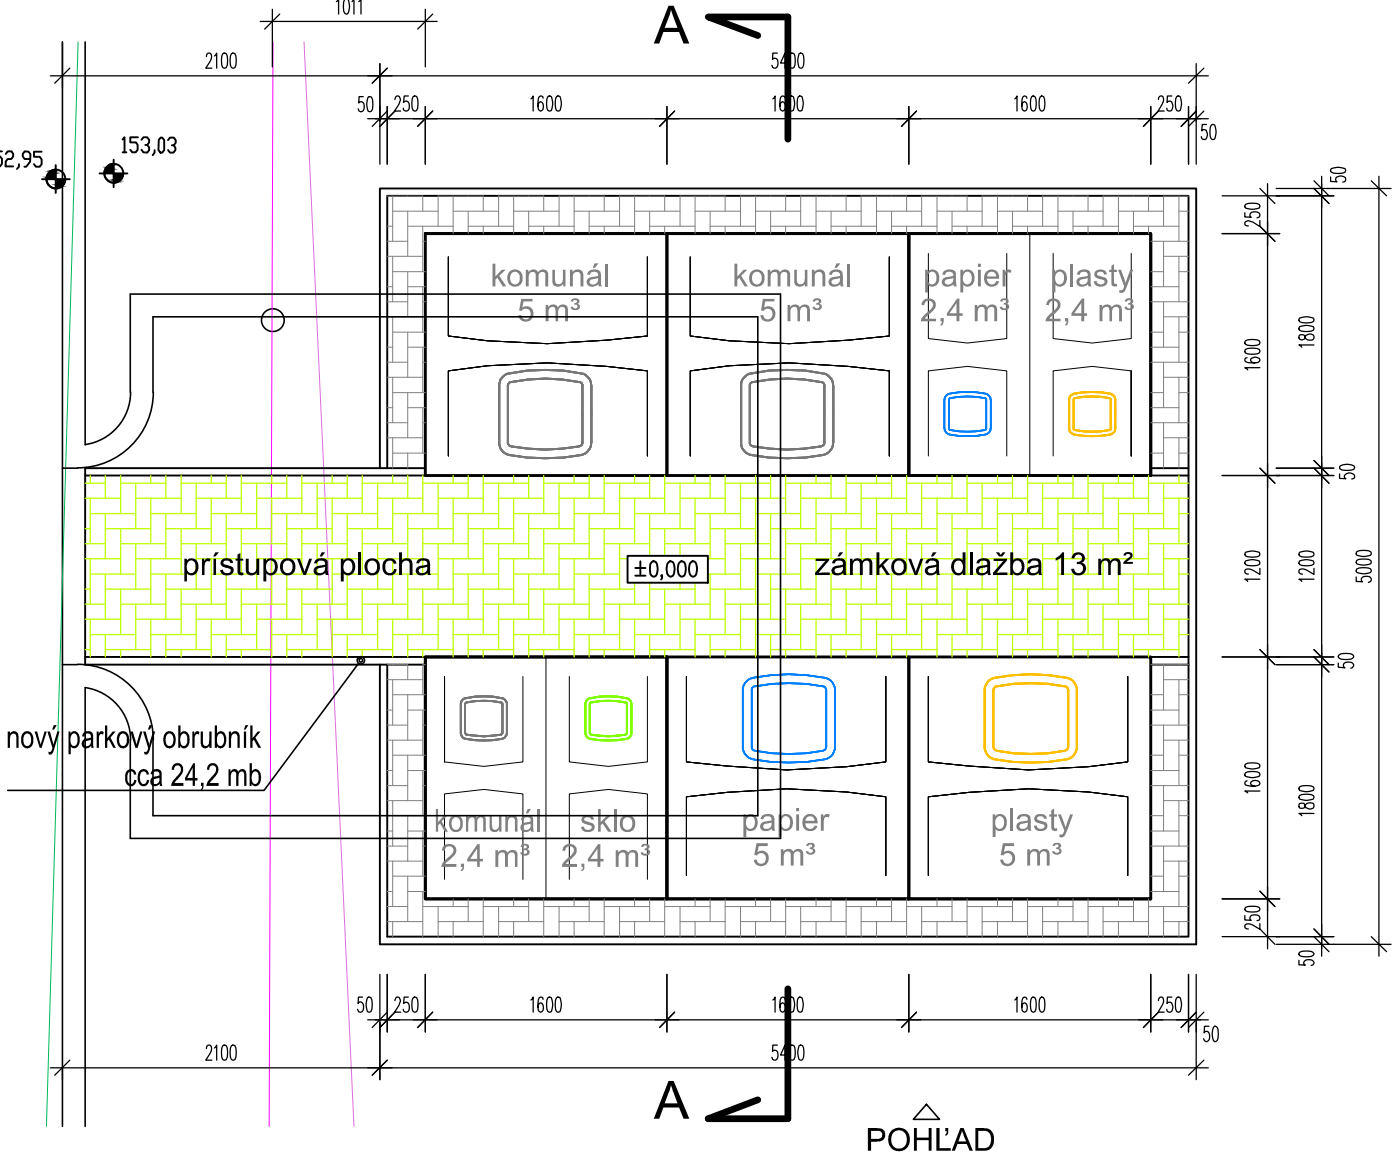 1011
A
2100
5400
50
250
1600
1600
1600
250
50
52,95
153,03
50
250
komunál
5 m³
komunál
5 m³
papier
2,4 m³
plasty
2,4 m³
1600
1800
50
prístupová plocha
±0,000
zámková dlažba 13 m²
1200
1200
5000
50
nový parkový obrubník
cca 24,2 mb
komunál
2,4 m³
sklo
2,4 m³
papier
5 m³
plasty
5 m³
1600
1800
250
50
50
250
1600
1600
1600
250
50
2100
5400
A
POHĽAD